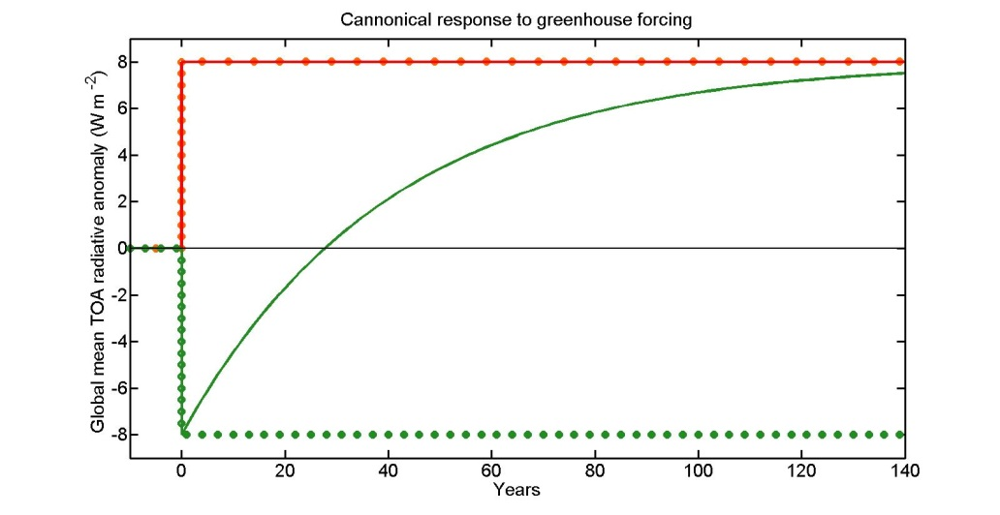 Cannonical response to greenhouse forcing
Global mean TOA radiative anomaly (W m⁻²)
8
6
4
2
0
-2
-4
-6
-8
0 20 40 60 80 100 120 140
Years